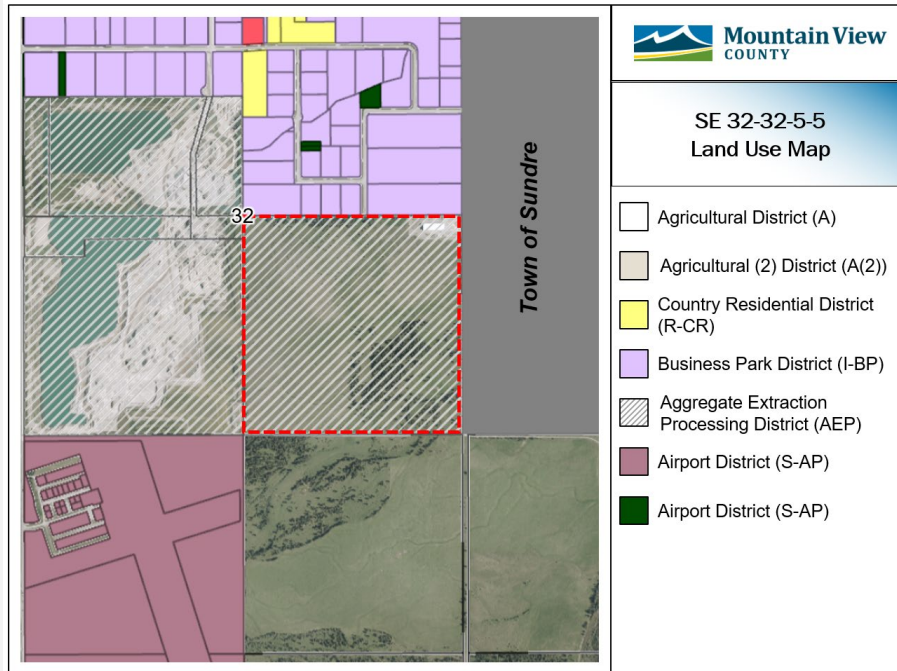 32
Town of Sundre
Mountain View
COUNTY
SE 32-32-5-5
Land Use Map
Agricultural District (A)
Agricultural (2) District (A(2))
Country Residential District
(R-CR)
Business Park District (I-BP)
Aggregate Extraction
Processing District (AEP)
Airport District (S-AP)
Airport District (S-AP)